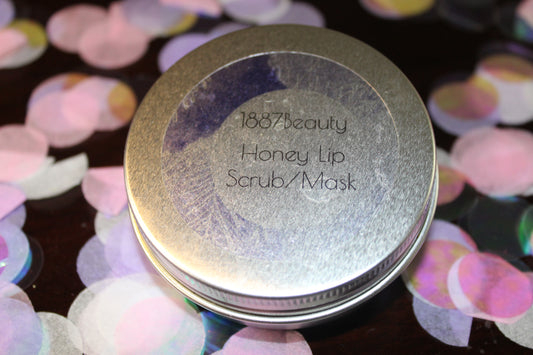 1887Beauty
Honey Lip
Scrub/Mask